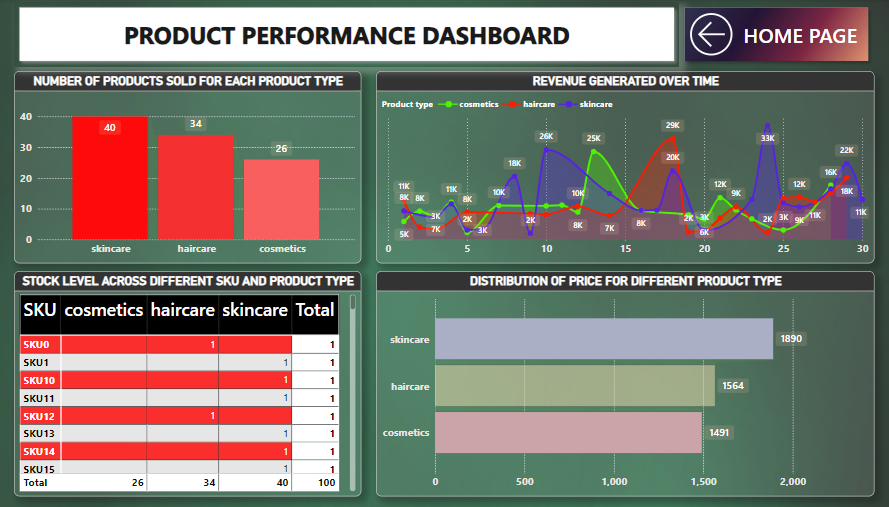 PRODUCT PERFORMANCE DASHBOARD
HOME PAGE
NUMBER OF PRODUCTS SOLD FOR EACH PRODUCT TYPE
40
30
20
10
0
40
34
26
skincare haircare cosmetics
REVENUE GENERATED OVER TIME
Product type cosmetics haircare skincare
11K
8K
5K
8K
7K
3K
11K
8K
2K
3K
10K
18K
2K
26K
10K
8K
25K
7K
8K
29K
20K
2K
3K
6K
12K
9K
2K
33K
3K
12K
9K
11K
16K
22K
18K
11K
0 5 10 15 20 25 30
STOCK LEVEL ACROSS DIFFERENT SKU AND PRODUCT TYPE
SKU cosmetics haircare skincare Total
SKU0 1 1
SKU1 1 1
SKU10 1 1
SKU11 1 1
SKU12 1 1
SKU13 1 1
SKU14 1 1
SKU15 1 1
Total 26 34 40 100
DISTRIBUTION OF PRICE FOR DIFFERENT PRODUCT TYPE
skincare 1890
haircare 1564
cosmetics 1491
0 500 1,000 1,500 2,000